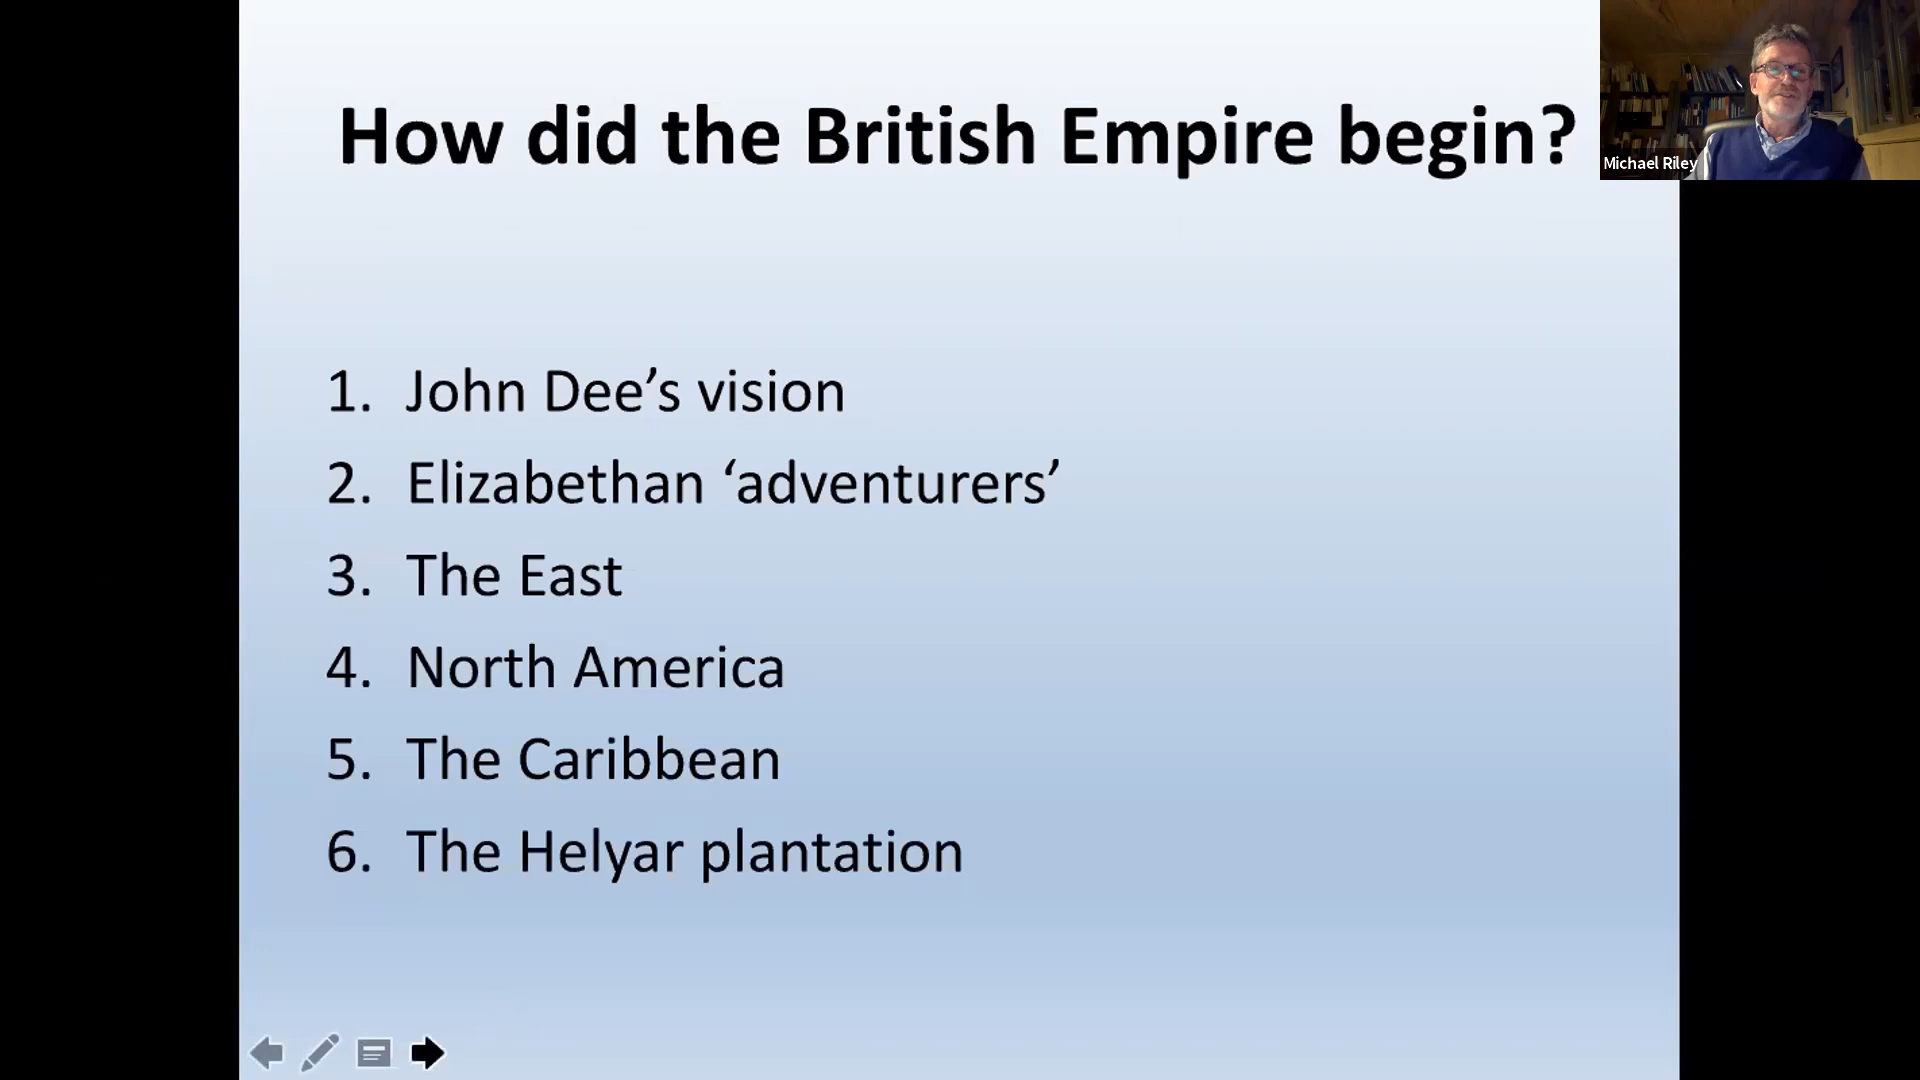 How did the British Empire begin?
Michael Riley
1. John Dee’s vision
2. Elizabethan ‘adventurers’
3. The East
4. North America
5. The Caribbean
6. The Helyar plantation